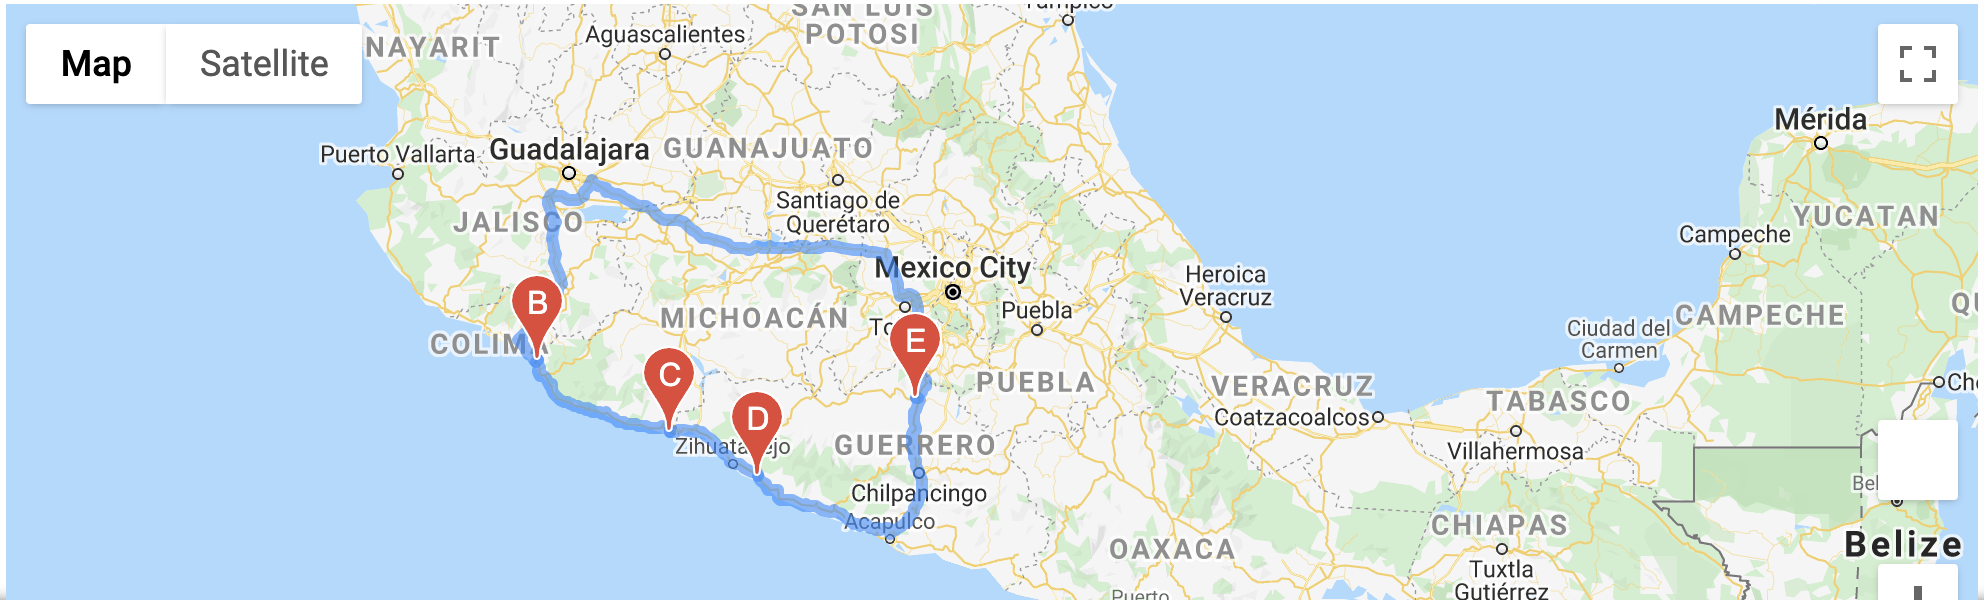 SAN LUIS
POTOSI
Tampico
Map
Satellite
NAYARIT
Aguascalientes
Mérida
Puerto Vallarta
Guadalajara
GUANAJUATO
Santiago de
Querétaro
JALISCO
YUCATAN
Campeche
Mexico City
Heroica
Veracruz
B
COLIMA
MICHOACÁN
To
E
Puebla
CAMPECHE
Ciudad del
Carmen
C
PUEBLA
VERACRUZ
TABASCO
Coatzacoalcos
D
Zihuatanejo
GUERRERO
Villahermosa
Chilpancingo
Acapulco
Bel
CHIAPAS
OAXACA
Belize
Tuxtla
Gutiérrez
Puerto